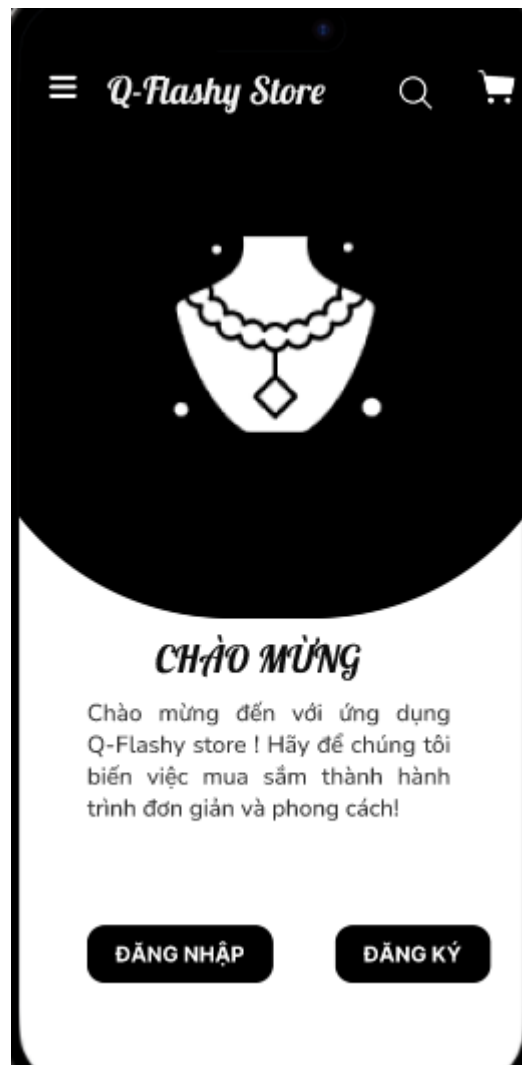 Q-Flashy Store
CHÀO MỪNG
Chào mừng đến với ứng dụng
Q-Flashy store ! Hãy để chúng tôi
biến việc mua sắm thành hành
trình đơn giản và phong cách!
ĐĂNG NHẬP
ĐĂNG KÝ